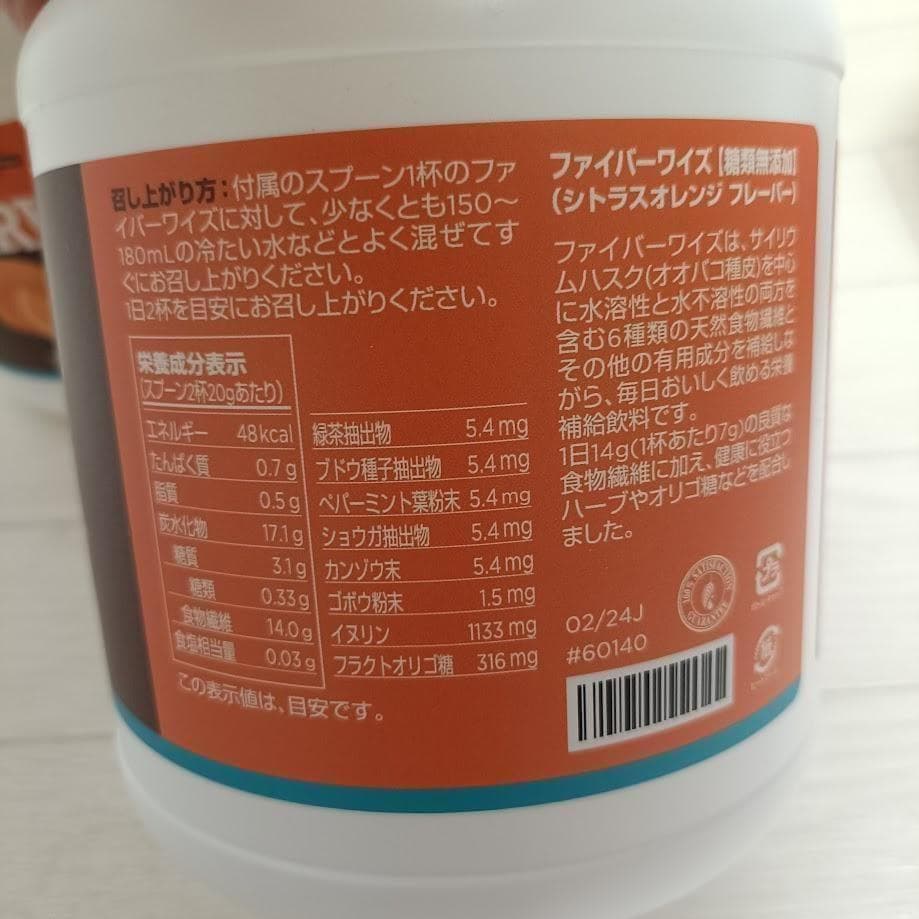 召し上がり方：付属のスプーン1杯のファ
イバーワイズに対して、少なくとも150～
180mLの冷たい水などとよく混ぜてす
ぐにお召し上がりください。
1日2杯を目安にお召し上がりください。
栄養成分表示
(スプーン2杯20gあたり)
エネルギー 48kcal
たんぱく質 0.7g
脂質 0.5g
炭水化物 17.1g
糖質 3.1g
糖類 0.33g
食物繊維 14.0g
食塩相当量 0.03g
緑茶抽出物 5.4mg
ブドウ種子抽出物 5.4mg
ペパーミント葉粉末 5.4mg
ショウガ抽出物 5.4mg
カンゾウ末 5.4mg
ゴボウ粉末 1.5mg
イヌリン 1133mg
フラクトオリゴ糖 316mg
この表示値は、目安です。
ファイバーワイズ【糖類無添加】
(シトラスオレンジ フレーバー)
ファイバーワイズは、サイリウ
ムハスク(オオバコ種皮)を中心
に水溶性と水不溶性の両方を
含む6種類の天然食物繊維と
その他の有用成分を補給しな
がら、毎日おいしく飲める栄養
補給飲料です。
1日14g(1杯あたり7g)の良質な
食物繊維に加え、健康に役立つ
ハーブやオリゴ糖などを配合し
ました。
02/24J
#60140
100% SATISFACTION
GUARANTEE